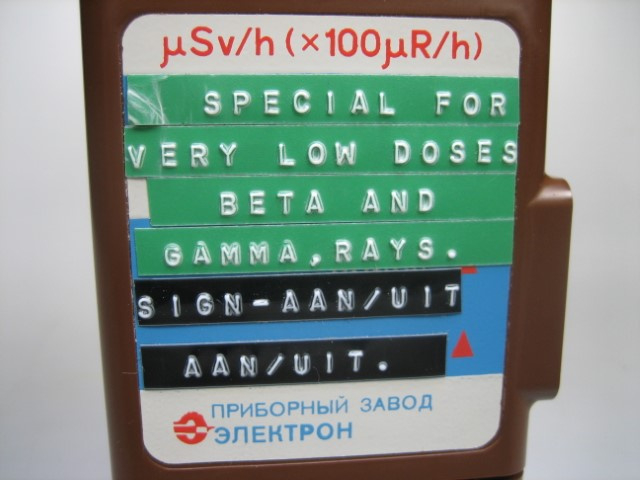 μSv/h (×100μR/h)
SPECIAL FOR
VERY LOW DOSES
BETA AND
GAMMA,RAYS.
SIGN-AAN/UIT
AAN/UIT.
ПРИБОРНЫЙ ЗАВОД
ЭЛЕКТРОН